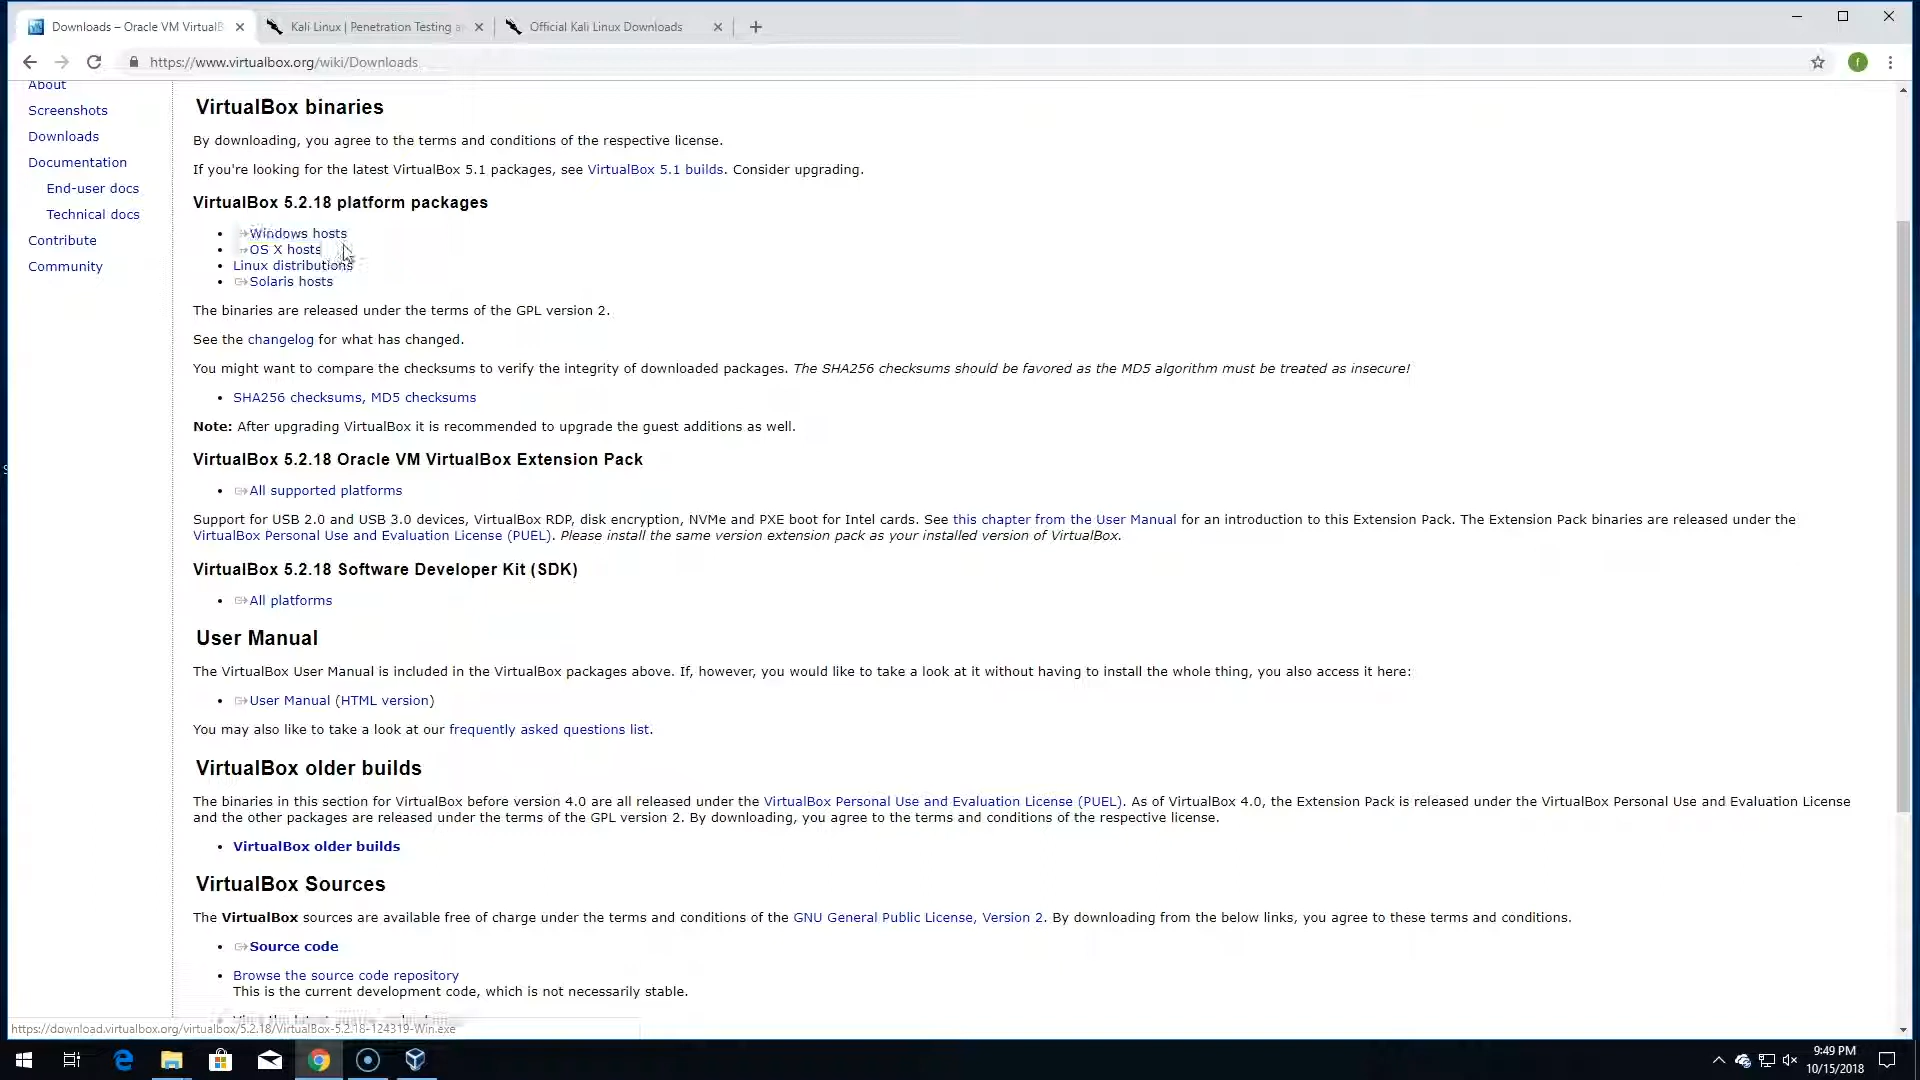 Downloads – Oracle VM VirtualB
Kali Linux | Penetration Testing a
Official Kali Linux Downloads
https://www.virtualbox.org/wiki/Downloads
f
About
Screenshots
Downloads
Documentation
End-user docs
Technical docs
Contribute
Community
VirtualBox binaries
By downloading, you agree to the terms and conditions of the respective license.
If you're looking for the latest VirtualBox 5.1 packages, see VirtualBox 5.1 builds. Consider upgrading.
VirtualBox 5.2.18 platform packages
Windows hosts
OS X hosts
Linux distributions
Solaris hosts
The binaries are released under the terms of the GPL version 2.
See the changelog for what has changed.
You might want to compare the checksums to verify the integrity of downloaded packages. The SHA256 checksums should be favored as the MD5 algorithm must be treated as insecure!
SHA256 checksums, MD5 checksums
Note: After upgrading VirtualBox it is recommended to upgrade the guest additions as well.
VirtualBox 5.2.18 Oracle VM VirtualBox Extension Pack
All supported platforms
Support for USB 2.0 and USB 3.0 devices, VirtualBox RDP, disk encryption, NVMe and PXE boot for Intel cards. See this chapter from the User Manual for an introduction to this Extension Pack. The Extension Pack binaries are released under the
VirtualBox Personal Use and Evaluation License (PUEL). Please install the same version extension pack as your installed version of VirtualBox.
VirtualBox 5.2.18 Software Developer Kit (SDK)
All platforms
User Manual
The VirtualBox User Manual is included in the VirtualBox packages above. If, however, you would like to take a look at it without having to install the whole thing, you also access it here:
User Manual (HTML version)
You may also like to take a look at our frequently asked questions list.
VirtualBox older builds
The binaries in this section for VirtualBox before version 4.0 are all released under the VirtualBox Personal Use and Evaluation License (PUEL). As of VirtualBox 4.0, the Extension Pack is released under the VirtualBox Personal Use and Evaluation License
and the other packages are released under the terms of the GPL version 2. By downloading, you agree to the terms and conditions of the respective license.
VirtualBox older builds
VirtualBox Sources
The VirtualBox sources are available free of charge under the terms and conditions of the GNU General Public License, Version 2. By downloading from the below links, you agree to these terms and conditions.
Source code
Browse the source code repository
This is the current development code, which is not necessarily stable.
https://download.virtualbox.org/virtualbox/5.2.18/VirtualBox-5.2.18-124319-Win.exe
9:49 PM
10/15/2018